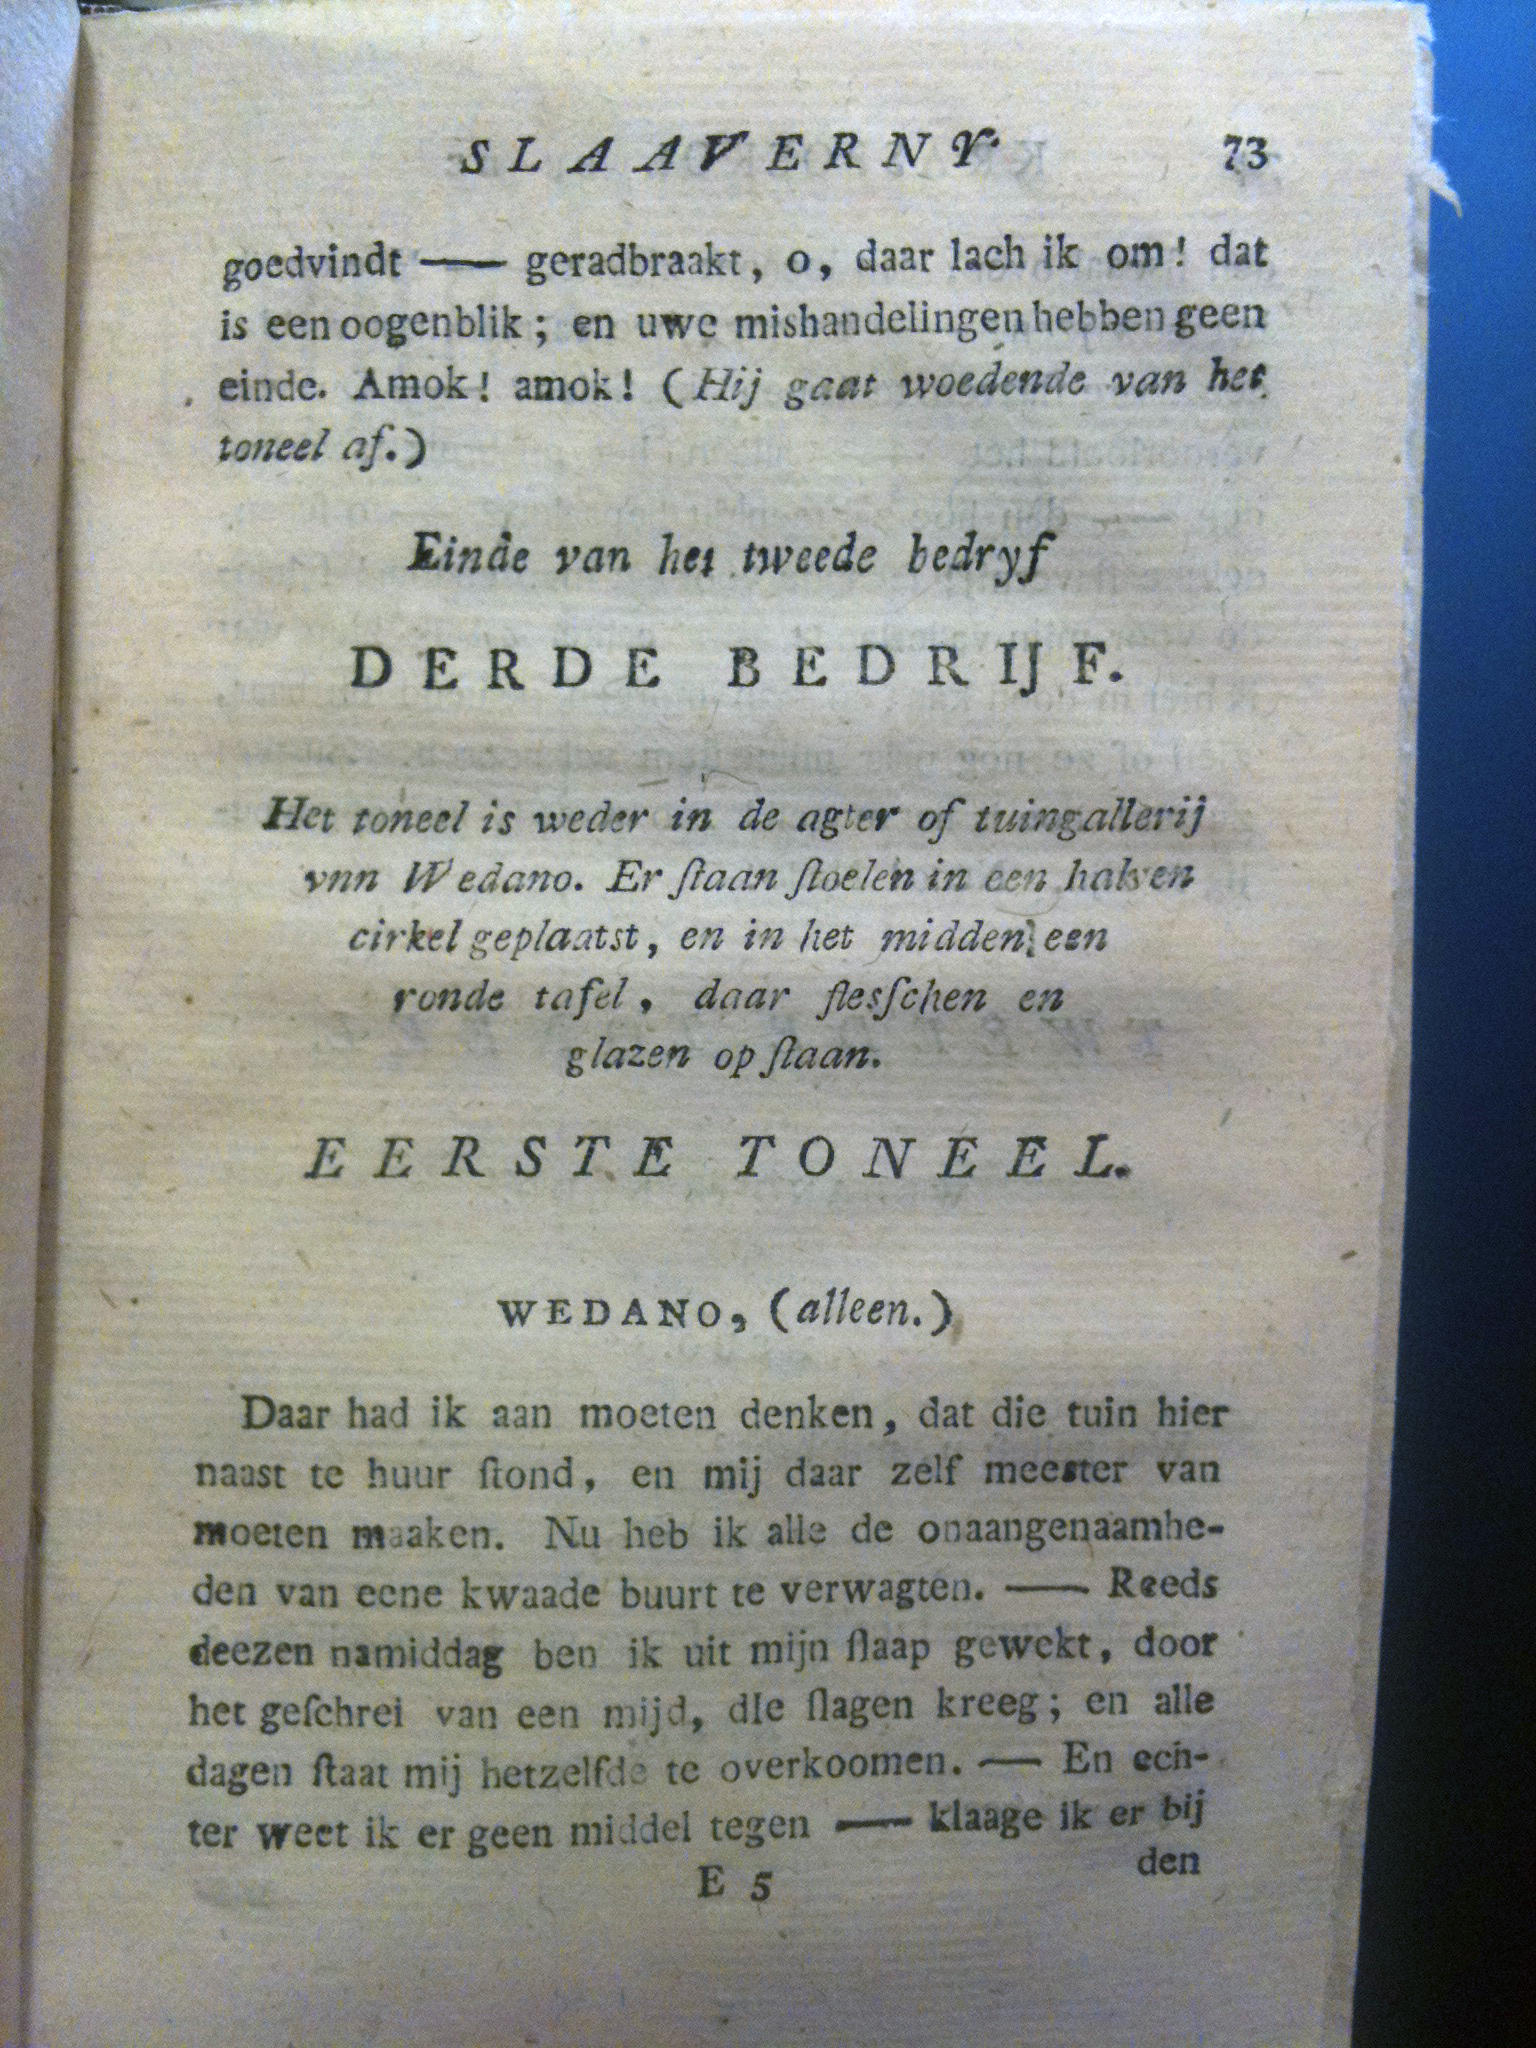 SLAAVERNY. 73
goedvindt —— geradbraakt, o, daar lach ik om! dat
is een oogenblik; en uwe mishandelingen hebben geen
einde. Amok! amok! (Hij gaat woedende van het
toneel af.)
Einde van het tweede bedryf
DERDE BEDRIJF.
Het toneel is weder in de agter of tuingallerij
vnn Wedano. Er ſtaan ſtoelen in een halven
cirkel geplaatst, en in het midden een
ronde tafel, daar flesſchen en
glazen op ſtaan.
EERSTE TONEEL.
WEDANO, (alleen.)
Daar had ik aan moeten denken, dat die tuin hier
naast te huur ſtond, en mij daar zelf meester van
moeten maaken. Nu heb ik alle de onaangenaamhe-
den van eene kwaade buurt te verwagten. —— Reeds
deezen namiddag ben ik uit mijn ſlaap gewekt, door
het geſchrei van een mijd, dIe ſlagen kreeg; en alle
dagen ſtaat mij hetzelfde te overkoomen. — En ech-
ter weet ik er geen middel tegen —— klaage ik er bij
E 5 den